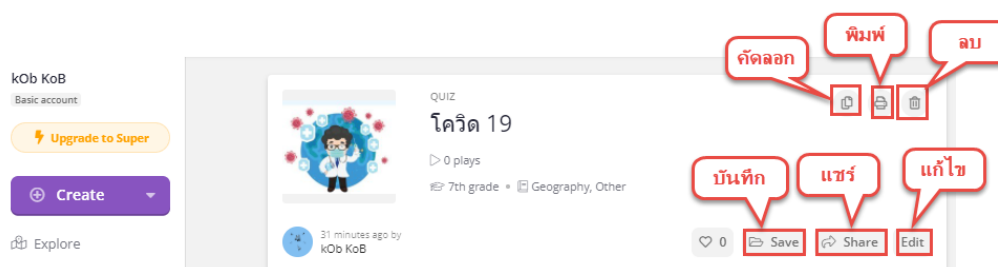 kOb KoB
Basic account
Upgrade to Super
Create
Explore
คัดลอก
พิมพ์
ลบ
QUIZ
โควิด 19
0 plays
7th grade • Geography, Other
บันทึก
แชร์
แก้ไข
31 minutes ago by
kOb KoB
0
Save
Share
Edit